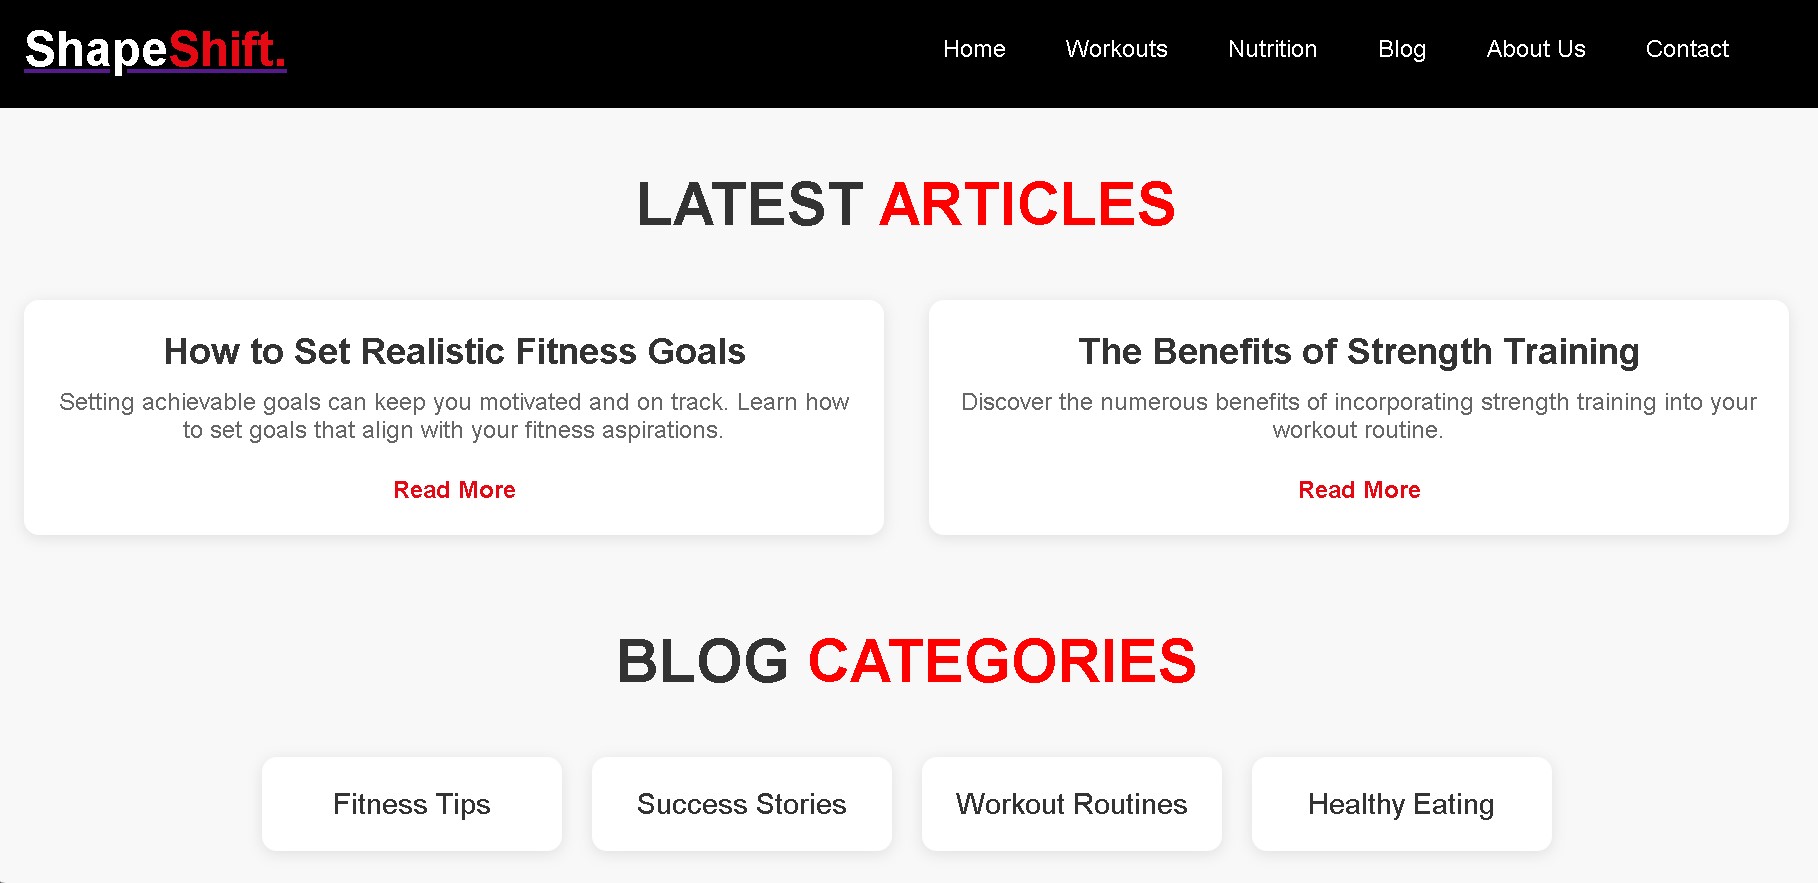 ShapeShift.
Home Workouts Nutrition Blog About Us Contact
LATEST ARTICLES
How to Set Realistic Fitness Goals
Setting achievable goals can keep you motivated and on track. Learn how
to set goals that align with your fitness aspirations.
Read More
The Benefits of Strength Training
Discover the numerous benefits of incorporating strength training into your
workout routine.
Read More
BLOG CATEGORIES
Fitness Tips
Success Stories
Workout Routines
Healthy Eating